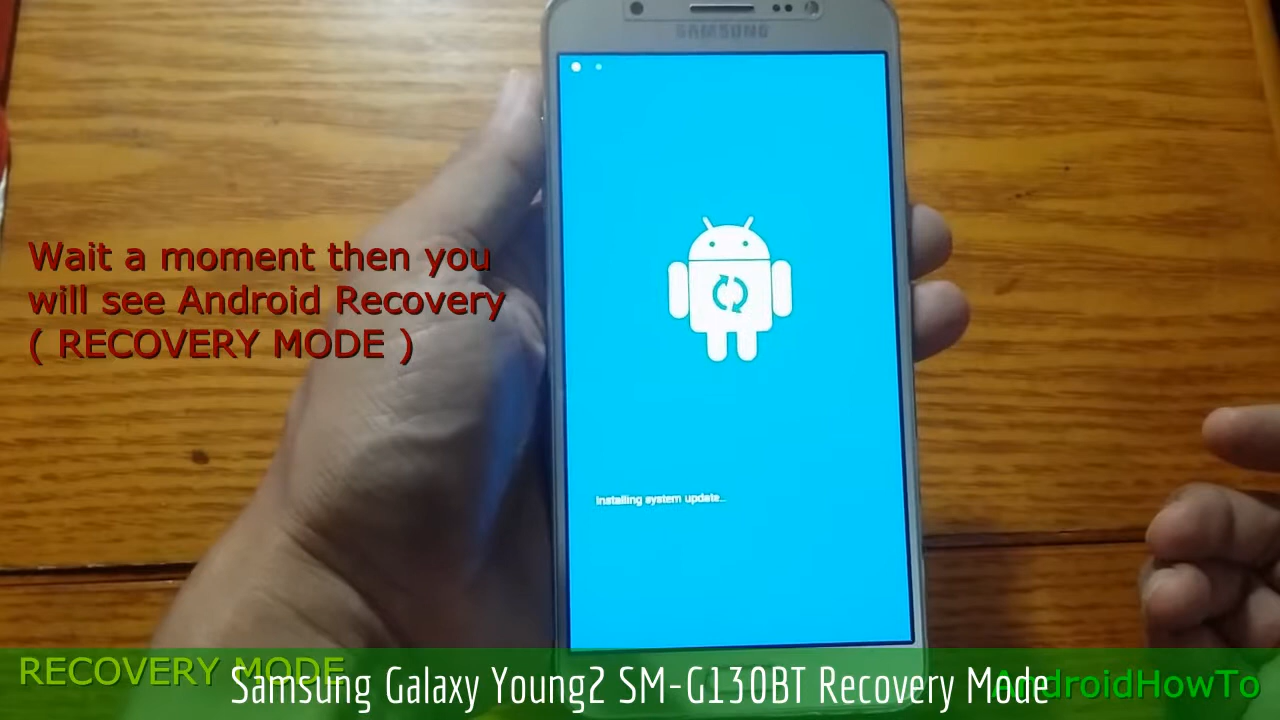 SAMSUNG
Wait a moment then you
will see Android Recovery
( RECOVERY MODE )
Installing system update...
RECOVERY MODE
Samsung Galaxy Young2 SM-G130BT Recovery Mode
AndroidHowTo